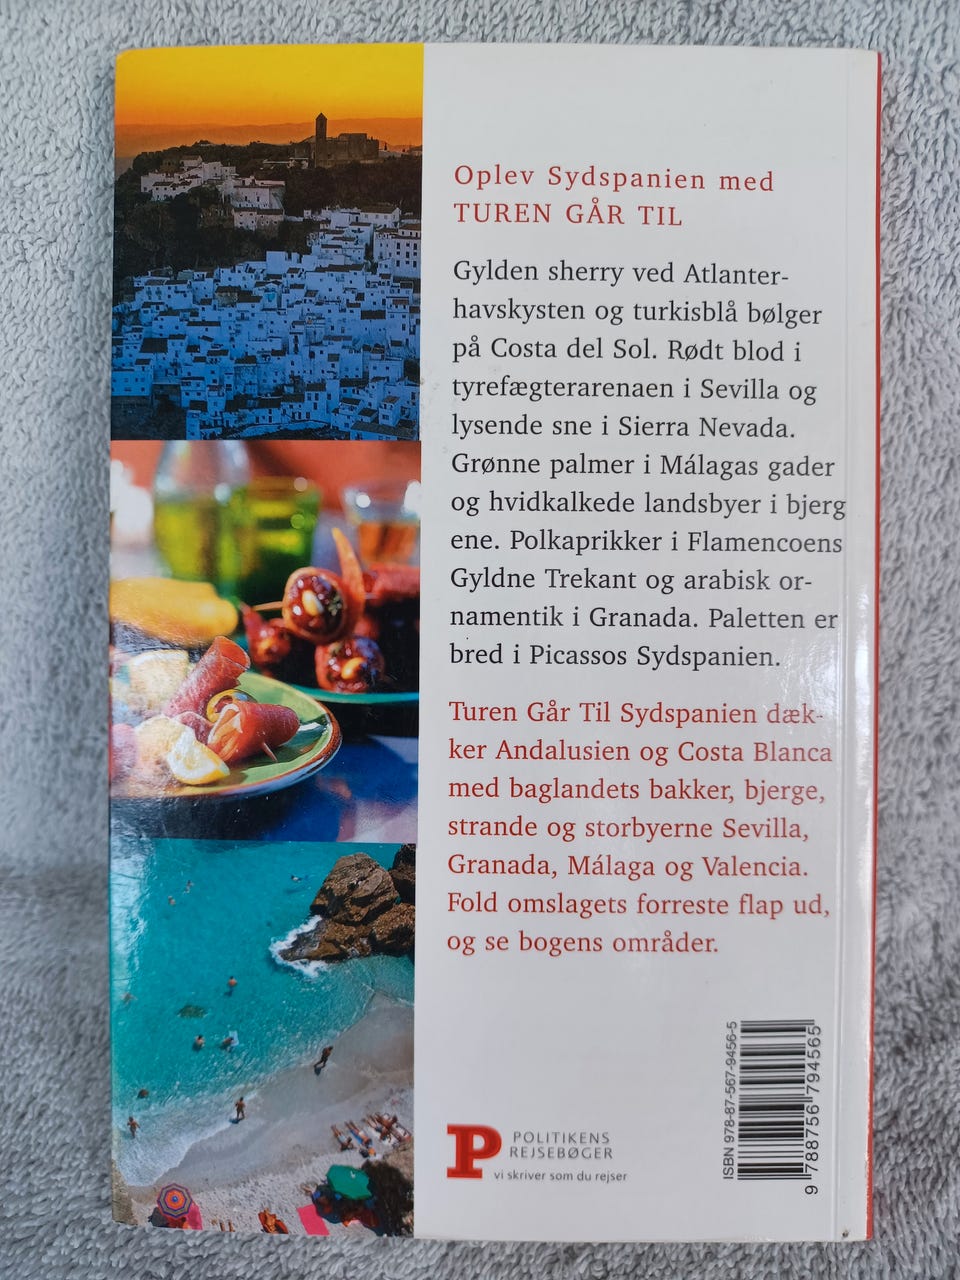 Oplev Sydspanien med
TUREN GÅR TIL
Gylden sherry ved Atlanter-
havskysten og turkisblå bølger
på Costa del Sol. Rødt blod i
tyrefægterarenaen i Sevilla og
lysende sne i Sierra Nevada.
Grønne palmer i Málagas gader
og hvidkalkede landsbyer i bjerg
ene. Polkaprikker i Flamencoens
Gyldne Trekant og arabisk or-
namentik i Granada. Paletten er
bred i Picassos Sydspanien.
Turen Går Til Sydspanien dæk-
ker Andalusien og Costa Blanca
med baglandets bakker, bjerge,
strande og storbyerne Sevilla,
Granada, Málaga og Valencia.
Fold omslagets forreste flap ud,
og se bogens områder.
P
POLITIKENS
REJSEBØGER
vi skriver som du rejser
ISBN 978-87-567-9456-5
9 788756 794565